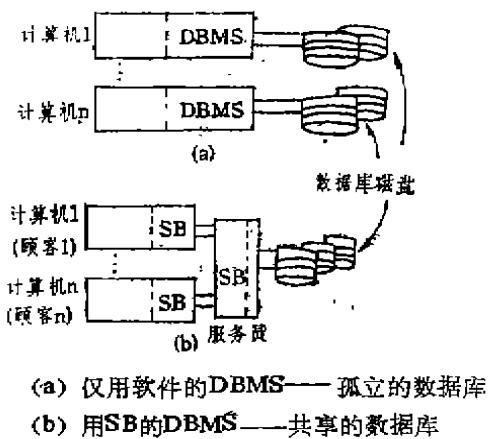 计算机1 DBMS
计算机n DBMS
(a)
数据库磁盘
计算机1 SB
(顾客1)
SB
计算机n SB
(顾客n)
(b) 服务员
(a) 仅用软件的DBMS——孤立的数据库
(b) 用SB的DBMS——共享的数据库